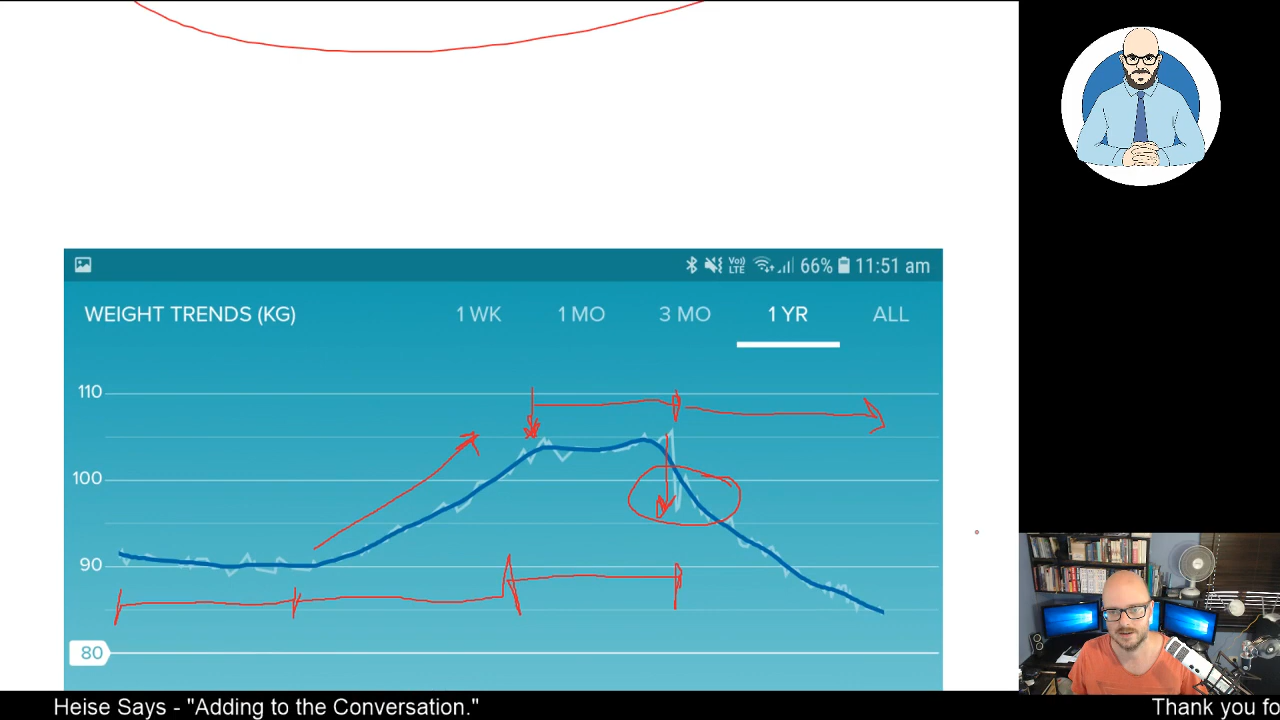 66% 11:51 am
WEIGHT TRENDS (KG) 1 WK 1 MO 3 MO 1 YR ALL
110
100
90
80
Heise Says - "Adding to the Conversation." Thank you fo